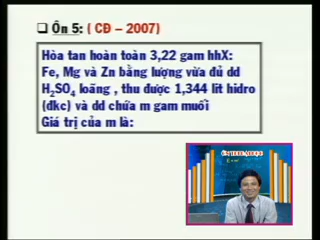 ❑ Ôn 5: ( CĐ – 2007)
Hòa tan hoàn toàn 3,22 gam hhX:
Fe, Mg và Zn bằng lượng vừa đủ dd
H₂SO₄ loãng , thu được 1,344 lít hidro
(đkc) và dd chứa m gam muối
Giá trị của m là: